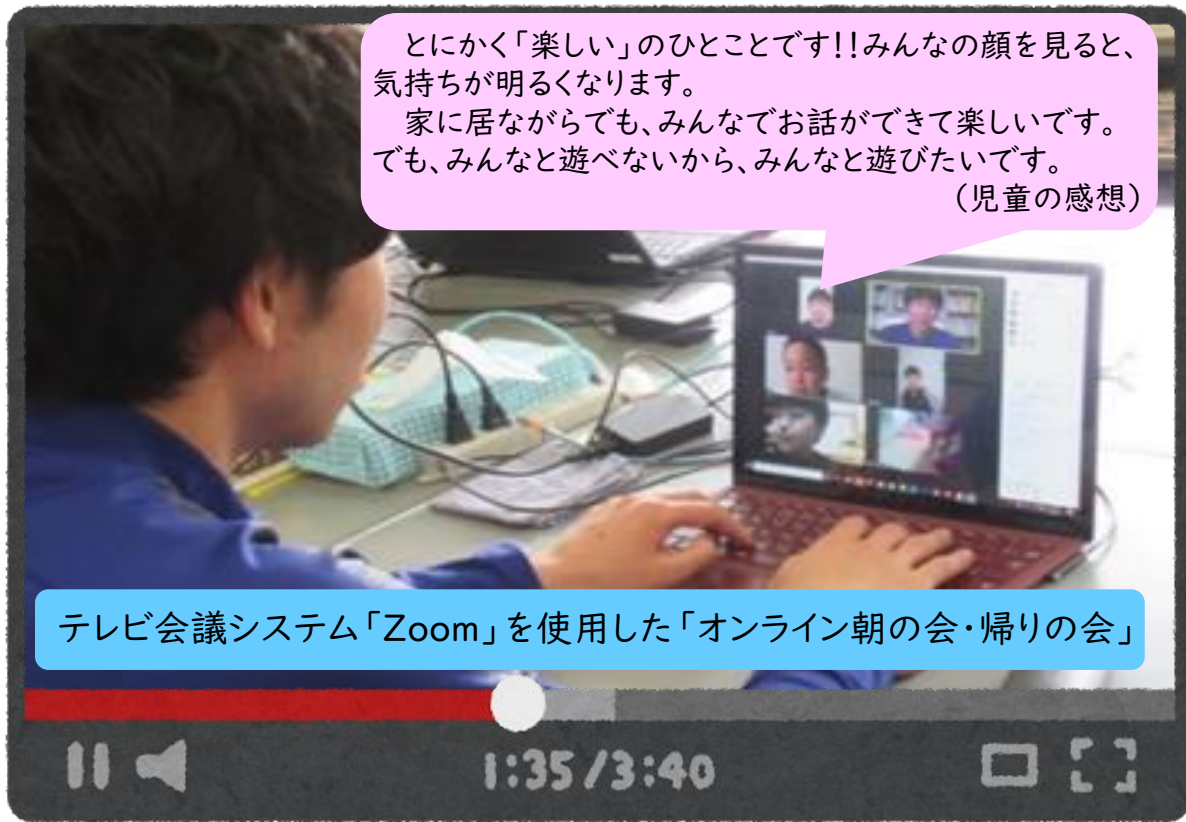 とにかく「楽しい」のひとことです!!みんなの顔を見ると、
気持ちが明るくなります。
家に居ながらでも、みんなでお話ができて楽しいです。
でも、みんなと遊べないから、みんなと遊びたいです。
(児童の感想)
テレビ会議システム「Zoom」を使用した「オンライン朝の会・帰りの会」
1:35/3:40